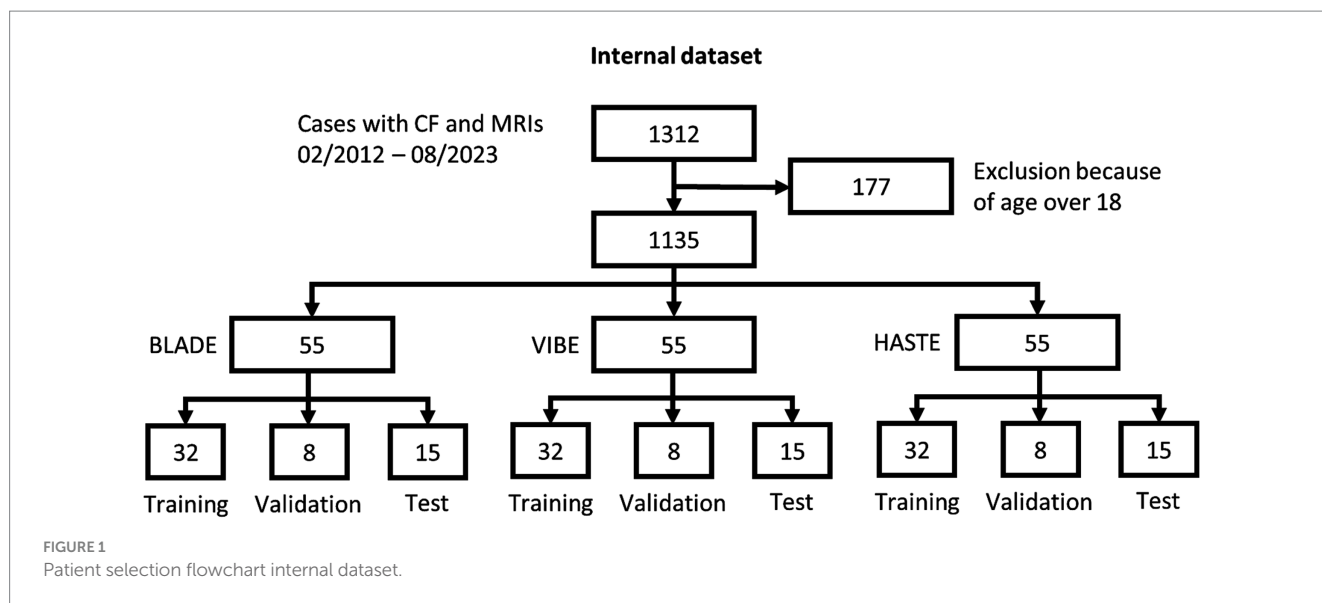 Internal dataset
Cases with CF and MRIs
02/2012 – 08/2023
1312
177
Exclusion because
of age over 18
1135
BLADE
55
VIBE
55
HASTE
55
32
8
15
32
8
15
32
8
15
Training
Validation
Test
Training
Validation
Test
Training
Validation
Test
FIGURE 1
Patient selection flowchart internal dataset.